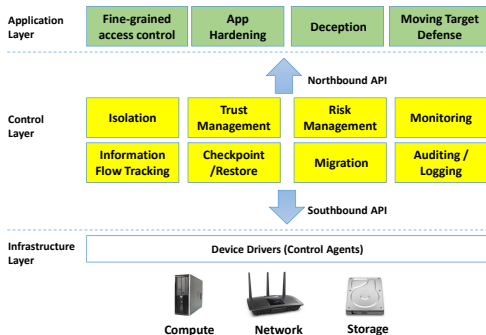 Application
Layer
Fine-grained
access control
App
Hardening
Deception
Moving Target
Defense
Northbound API
Control
Layer
Isolation
Trust
Management
Risk
Management
Monitoring
Information
Flow Tracking
Checkpoint
/Restore
Migration
Auditing /
Logging
Southbound API
Infrastructure
Layer
Device Drivers (Control Agents)
Compute
Network
Storage